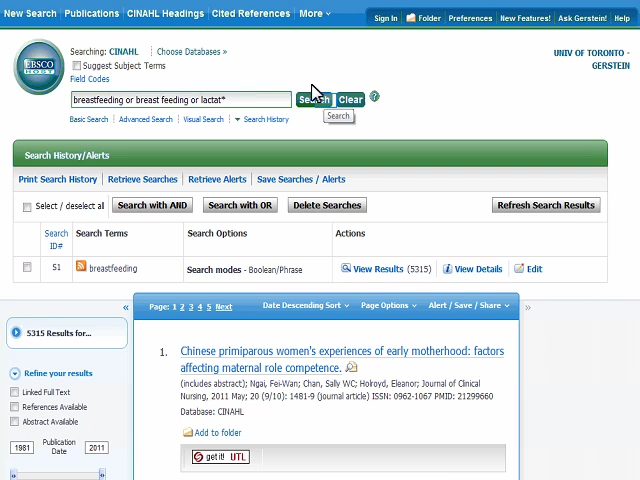 New Search Publications CINAHL Headings Cited References More
Sign In Folder Preferences New Features! Ask Gerstein! Help
EBSCO HOST
Searching: CINAHL Choose Databases »
Suggest Subject Terms
Field Codes
UNIV OF TORONTO - GERSTEIN
breastfeeding or breast feeding or lactat* Search Clear
Search
Basic Search Advanced Search Visual Search Search History
Search History/Alerts
Print Search History Retrieve Searches Retrieve Alerts Save Searches / Alerts
Select / deselect all Search with AND Search with OR Delete Searches Refresh Search Results
Search ID# Search Terms Search Options Actions
S1 breastfeeding Search modes - Boolean/Phrase View Results (5315) View Details Edit
« Page: 1 2 3 4 5 Next Date Descending Sort Page Options Alert / Save / Share »
5315 Results for...
Refine your results
Linked Full Text
References Available
Abstract Available
1981 Publication Date 2011
1. Chinese primiparous women's experiences of early motherhood: factors
affecting maternal role competence.
(includes abstract); Ngai, Fei-Wan; Chan, Sally WC; Holroyd, Eleanor; Journal of Clinical
Nursing, 2011 May; 20 (9/10): 1481-9 (journal article) ISSN: 0962-1067 PMID: 21299660
Database: CINAHL
Add to folder
get it! UTL